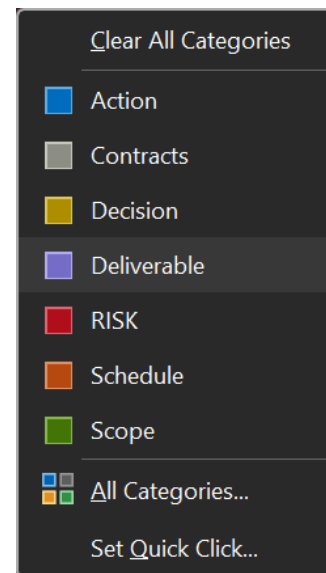 Clear All Categories
Action
Contracts
Decision
Deliverable
RISK
Schedule
Scope
All Categories...
Set Quick Click...